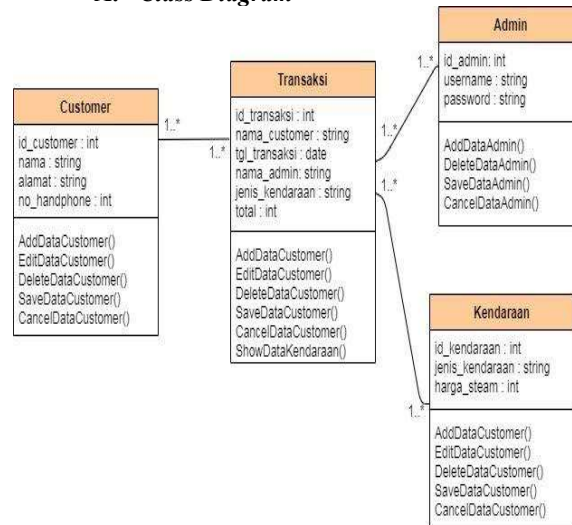 A. Class Diagram
Customer
id_customer : int
nama : string
alamat : string
no_handphone : int
AddDataCustomer()
EditDataCustomer()
DeleteDataCustomer()
SaveDataCustomer()
CancelDataCustomer()
1..*
1..*
Transaksi
id_transaksi : int
nama_customer : string
tgl_transaksi : date
nama_admin: string
jenis_kendaraan : string
total : int
AddDataCustomer()
EditDataCustomer()
DeleteDataCustomer()
SaveDataCustomer()
CancelDataCustomer()
ShowDataKendaraan()
1..*
1..*
1..*
1..*
Admin
id_admin: int
username : string
password : string
AddDataAdmin()
DeleteDataAdmin()
SaveDataAdmin()
CancelDataAdmin()
Kendaraan
id_kendaraan : int
jenis_kendaraan : string
harga_steam : int
AddDataCustomer()
EditDataCustomer()
DeleteDataCustomer()
SaveDataCustomer()
CancelDataCustomer()